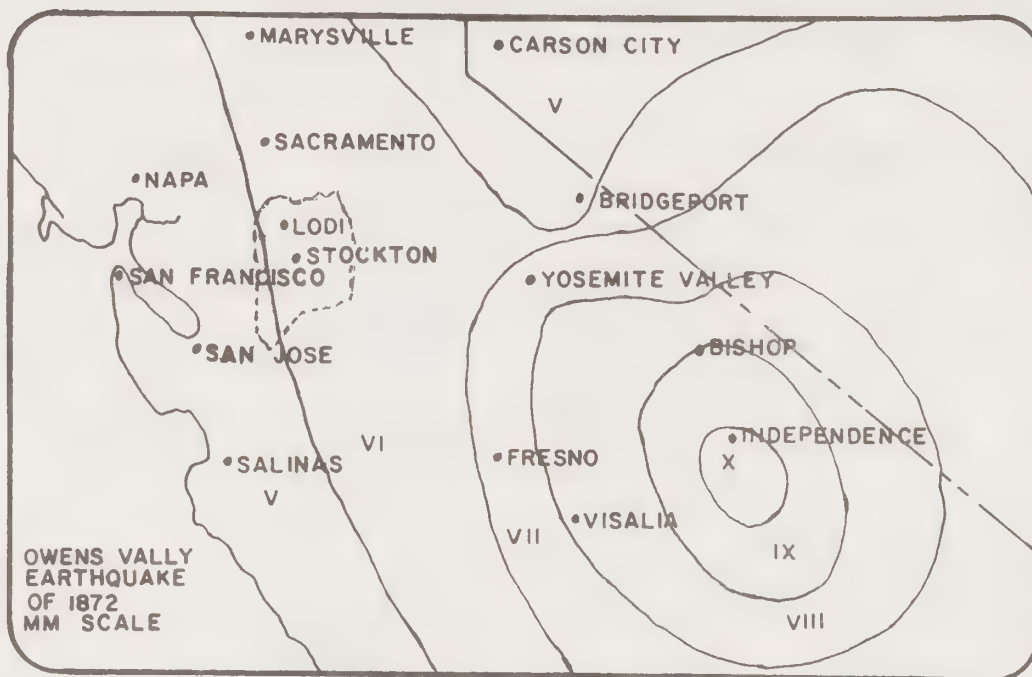 MARYSVILLE
CARSON CITY
V
SACRAMENTO
NAPA
BRIDGEPORT
LODI
STOCKTON
SAN FRANCISCO
YOSEMITE VALLEY
SAN JOSE
BISHOP
INDEPENDENCE
VI
FRESNO
X
SALINAS
V
VISALIA
VII
IX
OWENS VALLY
EARTHQUAKE
OF 1872
MM SCALE
VIII